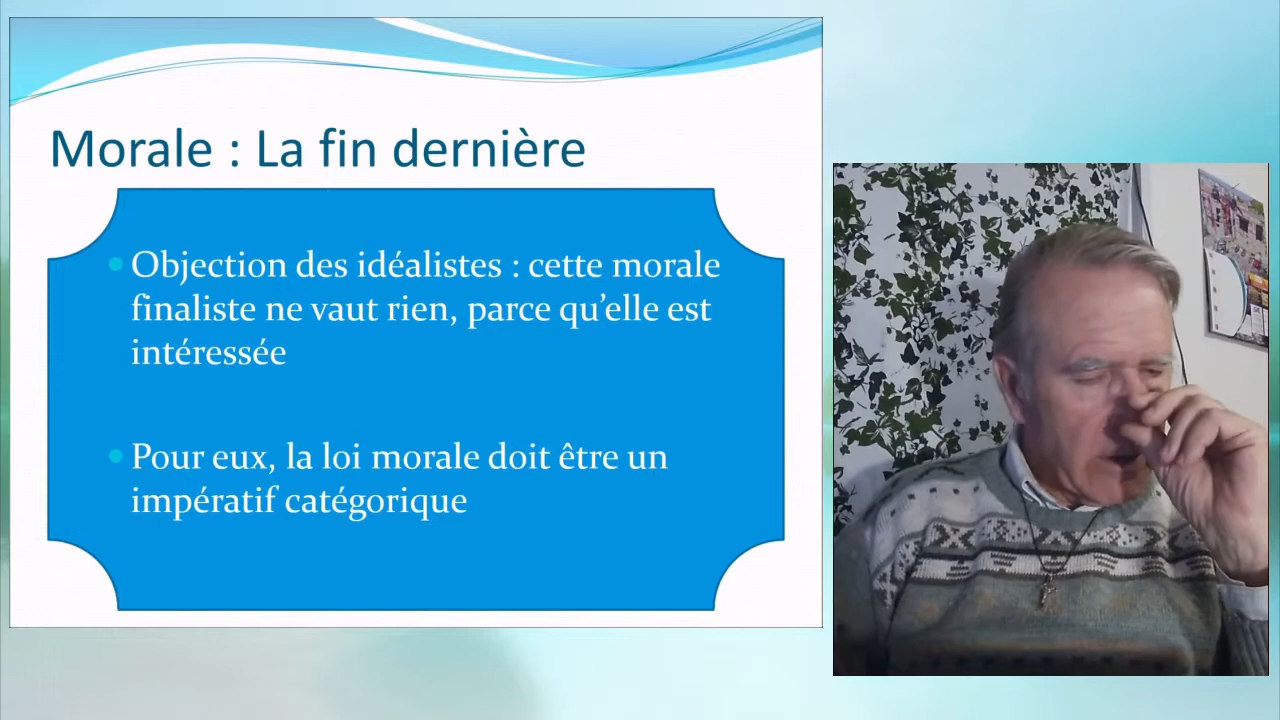 Morale : La fin dernière
Objection des idéalistes : cette morale
finaliste ne vaut rien, parce qu’elle est
intéressée
Pour eux, la loi morale doit être un
impératif catégorique